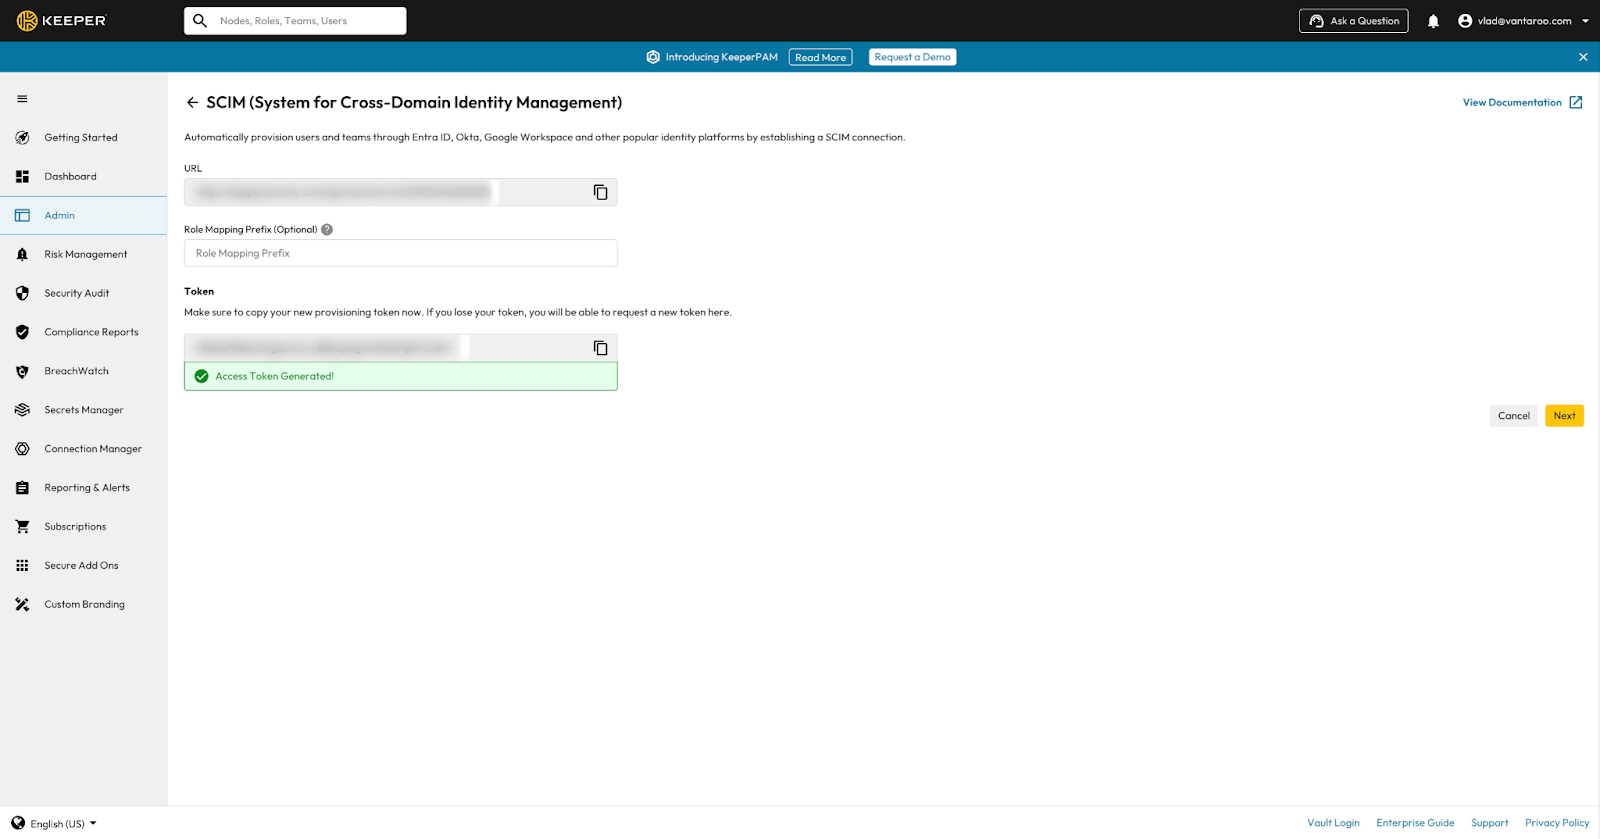 KEEPER
Nodes, Roles, Teams, Users
Ask a Question
vlad@vantaroo.com
Introducing KeeperPAM
Read More
Request a Demo
Getting Started
Dashboard
Admin
Risk Management
Security Audit
Compliance Reports
BreachWatch
Secrets Manager
Connection Manager
Reporting & Alerts
Subscriptions
Secure Add Ons
Custom Branding
SCIM (System for Cross-Domain Identity Management)
View Documentation
Automatically provision users and teams through Entra ID, Okta, Google Workspace and other popular identity platforms by establishing a SCIM connection.
URL
Role Mapping Prefix (Optional) ?
Role Mapping Prefix
Token
Make sure to copy your new provisioning token now. If you lose your token, you will be able to request a new token here.
Access Token Generated!
Cancel
Next
English (US)
Vault Login
Enterprise Guide
Support
Privacy Policy